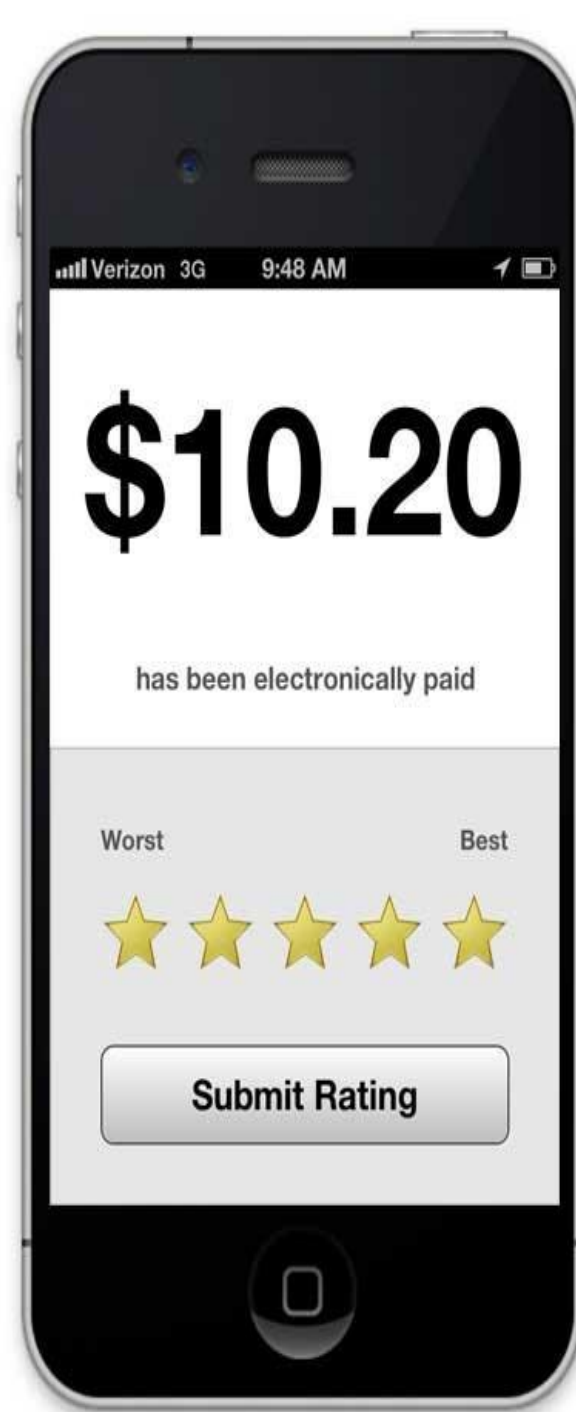 Verizon 3G 9:48 AM
$10.20
has been electronically paid
Worst Best
Submit Rating